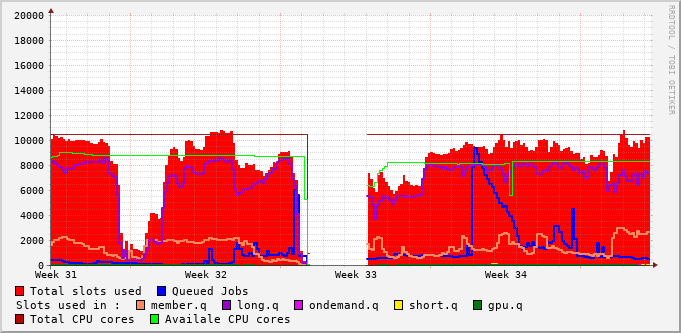 20000
18000
16000
14000
12000
10000
8000
6000
4000
2000
0
Week 31 Week 32 Week 33 Week 34
Total slots used Queued Jobs
Slots used in : member.q long.q ondemand.q short.q gpu.q
Total CPU cores Availale CPU cores
RRDTOOL / TOBI OETIKER